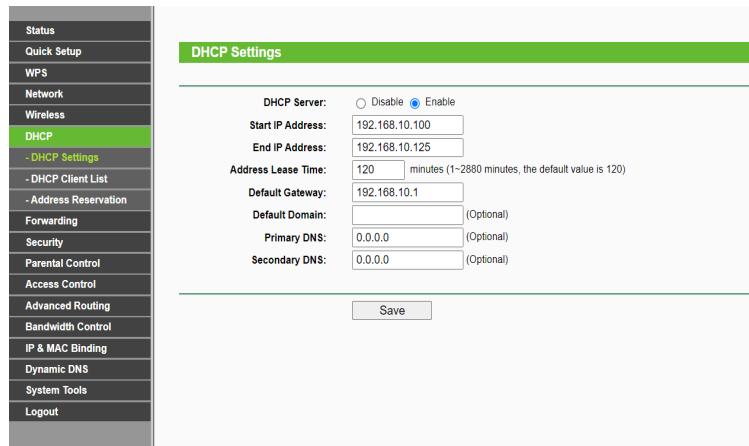 Status
Quick Setup
WPS
Network
Wireless
DHCP
- DHCP Settings
- DHCP Client List
- Address Reservation
Forwarding
Security
Parental Control
Access Control
Advanced Routing
Bandwidth Control
IP & MAC Binding
Dynamic DNS
System Tools
Logout
DHCP Settings
DHCP Server: Disable Enable
Start IP Address: 192.168.10.100
End IP Address: 192.168.10.125
Address Lease Time: 120 minutes (1~2880 minutes, the default value is 120)
Default Gateway: 192.168.10.1
Default Domain: (Optional)
Primary DNS: 0.0.0.0 (Optional)
Secondary DNS: 0.0.0.0 (Optional)
Save